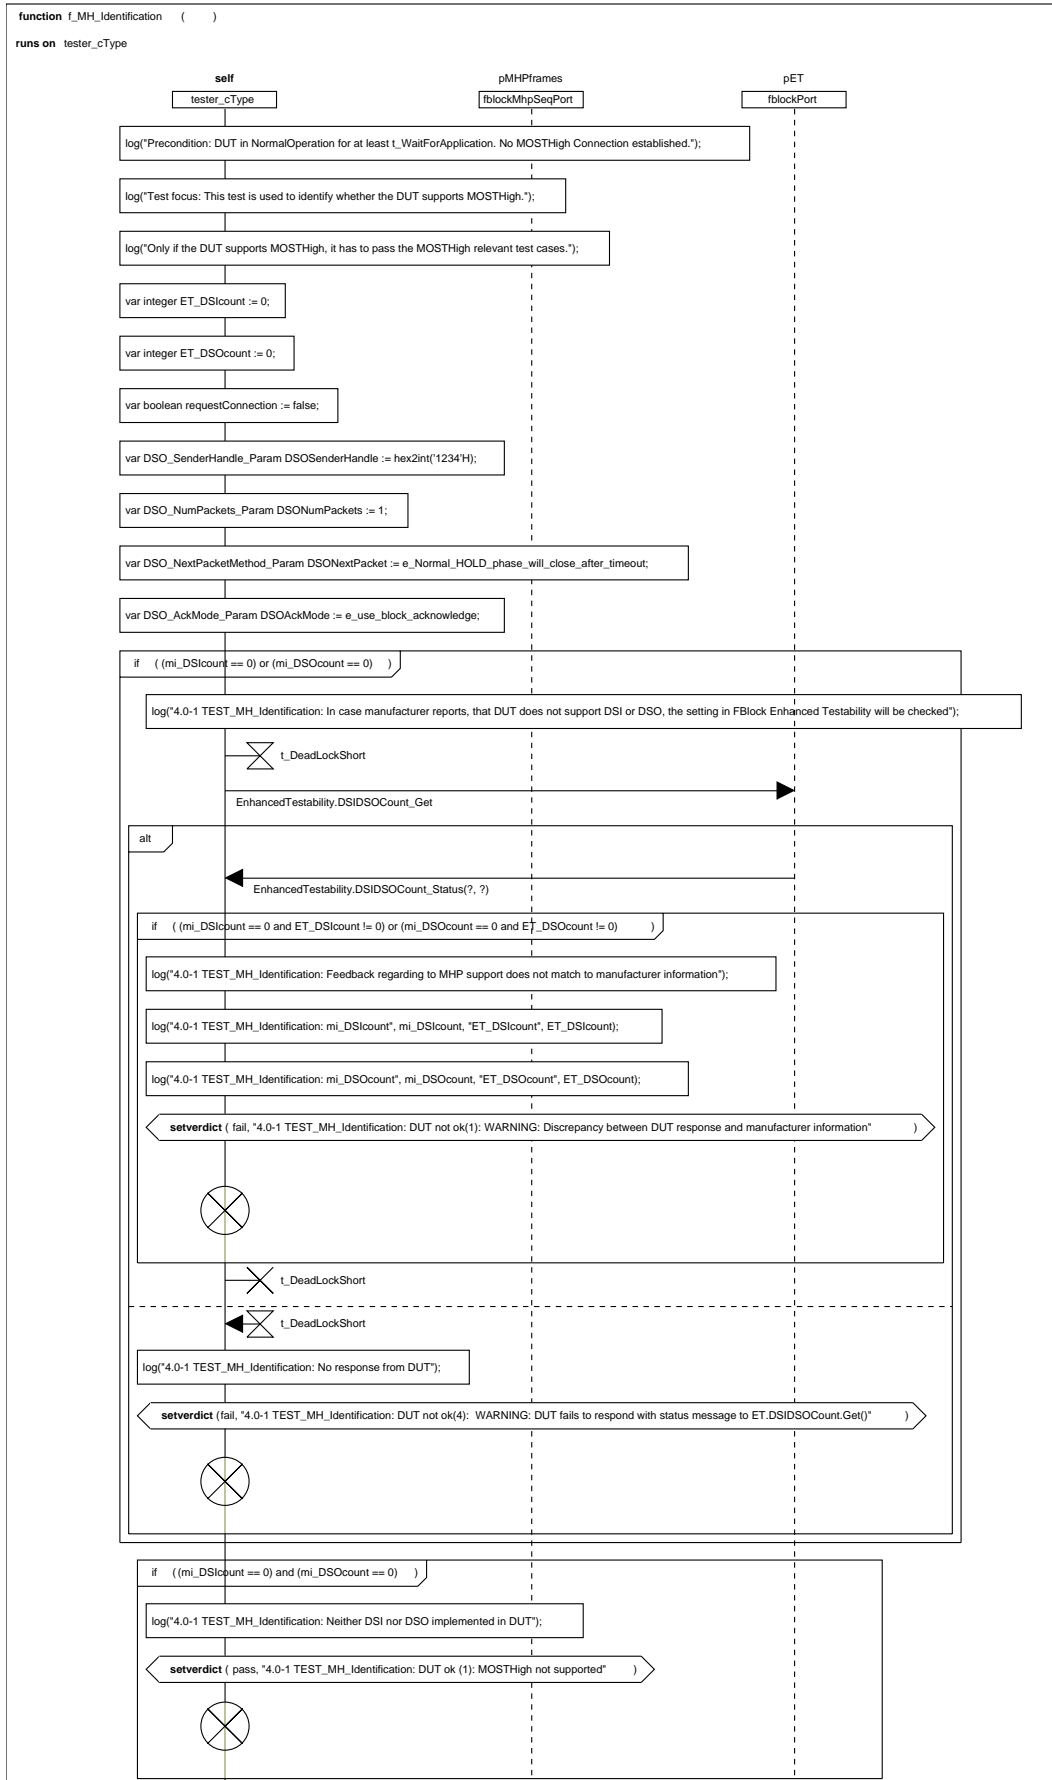 function f_MH_Identification ( )
runs on tester_cType
self pMHPframes pET
tester_cType fblockMhpSeqPort fblockPort
log("Precondition: DUT in NormalOperation for at least t_WaitForApplication. No MOSTHigh Connection established.");
log("Test focus: This test is used to identify whether the DUT supports MOSTHigh.");
log("Only if the DUT supports MOSTHigh, it has to pass the MOSTHigh relevant test cases.");
var integer ET_DSIcount := 0;
var integer ET_DSOcount := 0;
var boolean requestConnection := false;
var DSO_SenderHandle_Param DSOSenderHandle := hex2int('1234'H);
var DSO_NumPackets_Param DSONumPackets := 1;
var DSO_NextPacketMethod_Param DSONextPacket := e_Normal_HOLD_phase_will_close_after_timeout;
var DSO_AckMode_Param DSOAckMode := e_use_block_acknowledge;
if ( (mi_DSIcount == 0) or (mi_DSOcount == 0) )
log("4.0-1 TEST_MH_Identification: In case manufacturer reports, that DUT does not support DSI or DSO, the setting in FBlock Enhanced Testability will be checked");
t_DeadLockShort
EnhancedTestability.DSIDSOCount_Get
alt
EnhancedTestability.DSIDSOCount_Status(?, ?)
if ( (mi_DSIcount == 0 and ET_DSIcount != 0) or (mi_DSOcount == 0 and ET_DSOcount != 0) )
log("4.0-1 TEST_MH_Identification: Feedback regarding to MHP support does not match to manufacturer information");
log("4.0-1 TEST_MH_Identification: mi_DSIcount", mi_DSIcount, "ET_DSIcount", ET_DSIcount);
log("4.0-1 TEST_MH_Identification: mi_DSOcount", mi_DSOcount, "ET_DSOcount", ET_DSOcount);
setverdict ( fail, "4.0-1 TEST_MH_Identification: DUT not ok(1): WARNING: Discrepancy between DUT response and manufacturer information" )
t_DeadLockShort
t_DeadLockShort
log("4.0-1 TEST_MH_Identification: No response from DUT");
setverdict (fail, "4.0-1 TEST_MH_Identification: DUT not ok(4): WARNING: DUT fails to respond with status message to ET.DSIDSOCount.Get()" )
if ( (mi_DSIcount == 0) and (mi_DSOcount == 0) )
log("4.0-1 TEST_MH_Identification: Neither DSI nor DSO implemented in DUT");
setverdict ( pass, "4.0-1 TEST_MH_Identification: DUT ok (1): MOSTHigh not supported" )